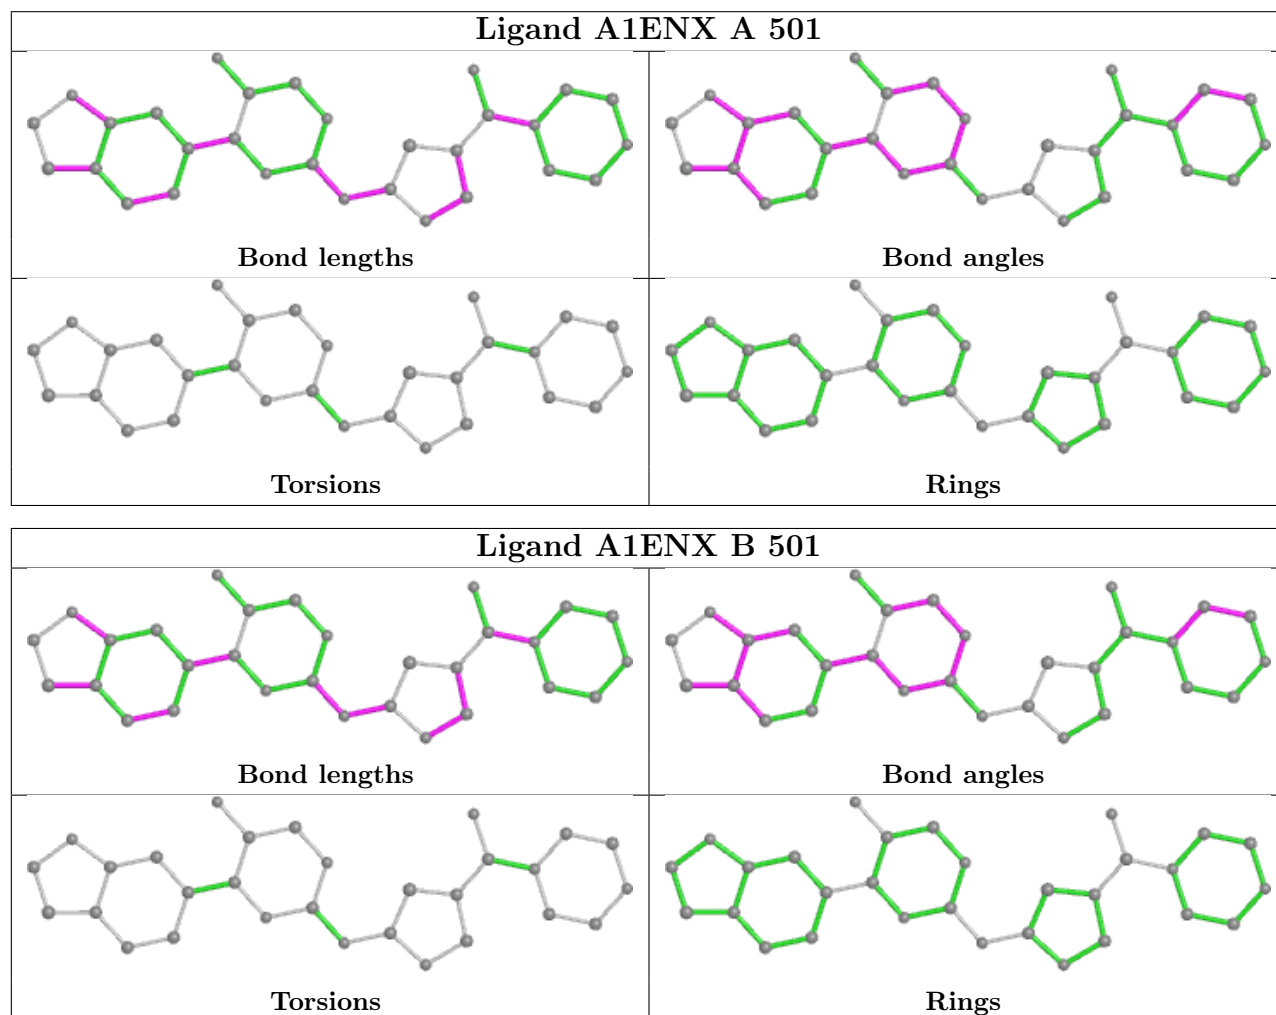 Ligand A1ENX A 501
Bond lengths
Bond angles
Torsions
Rings
Ligand A1ENX B 501
Bond lengths
Bond angles
Torsions
Rings